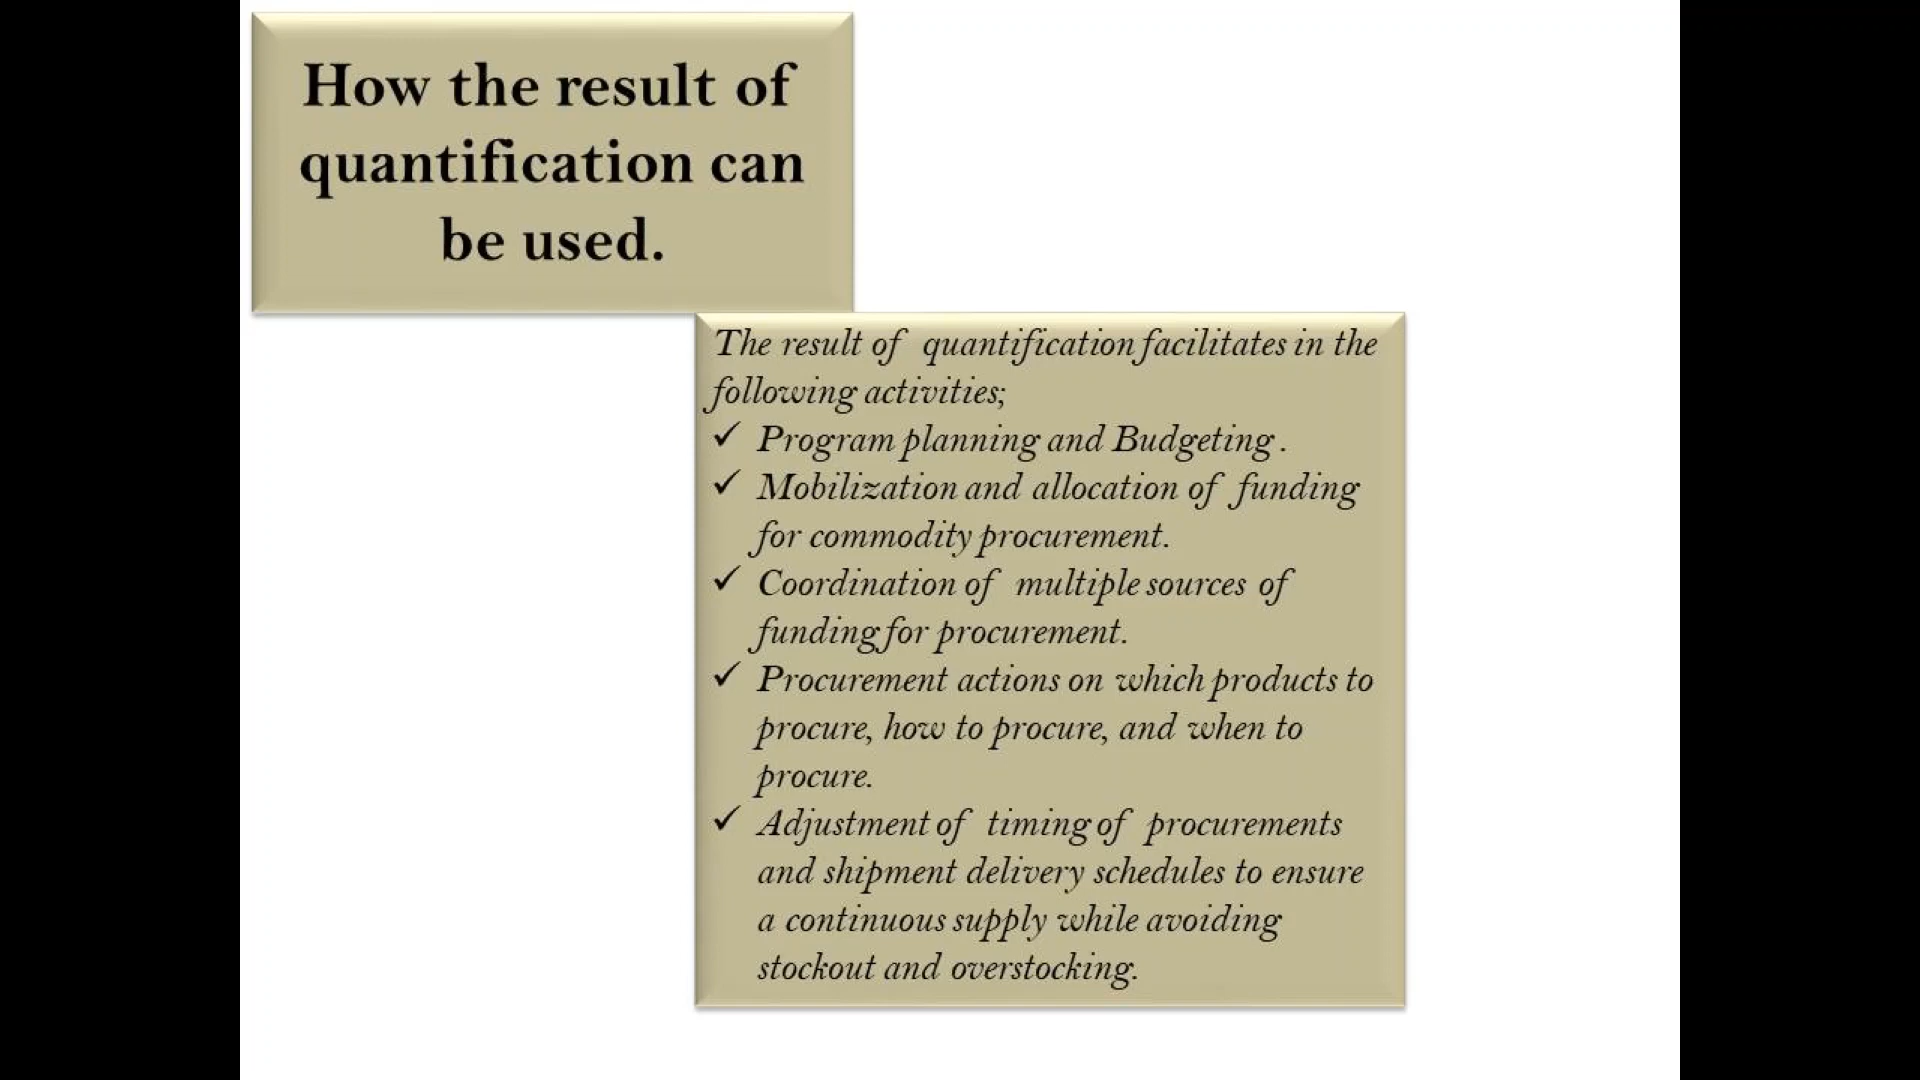 How the result of
quantification can
be used.
The result of quantification facilitates in the
following activities;
✓ Program planning and Budgeting .
✓ Mobilization and allocation of funding
for commodity procurement.
✓ Coordination of multiple sources of
funding for procurement.
✓ Procurement actions on which products to
procure, how to procure, and when to
procure.
✓ Adjustment of timing of procurements
and shipment delivery schedules to ensure
a continuous supply while avoiding
stockout and overstocking.